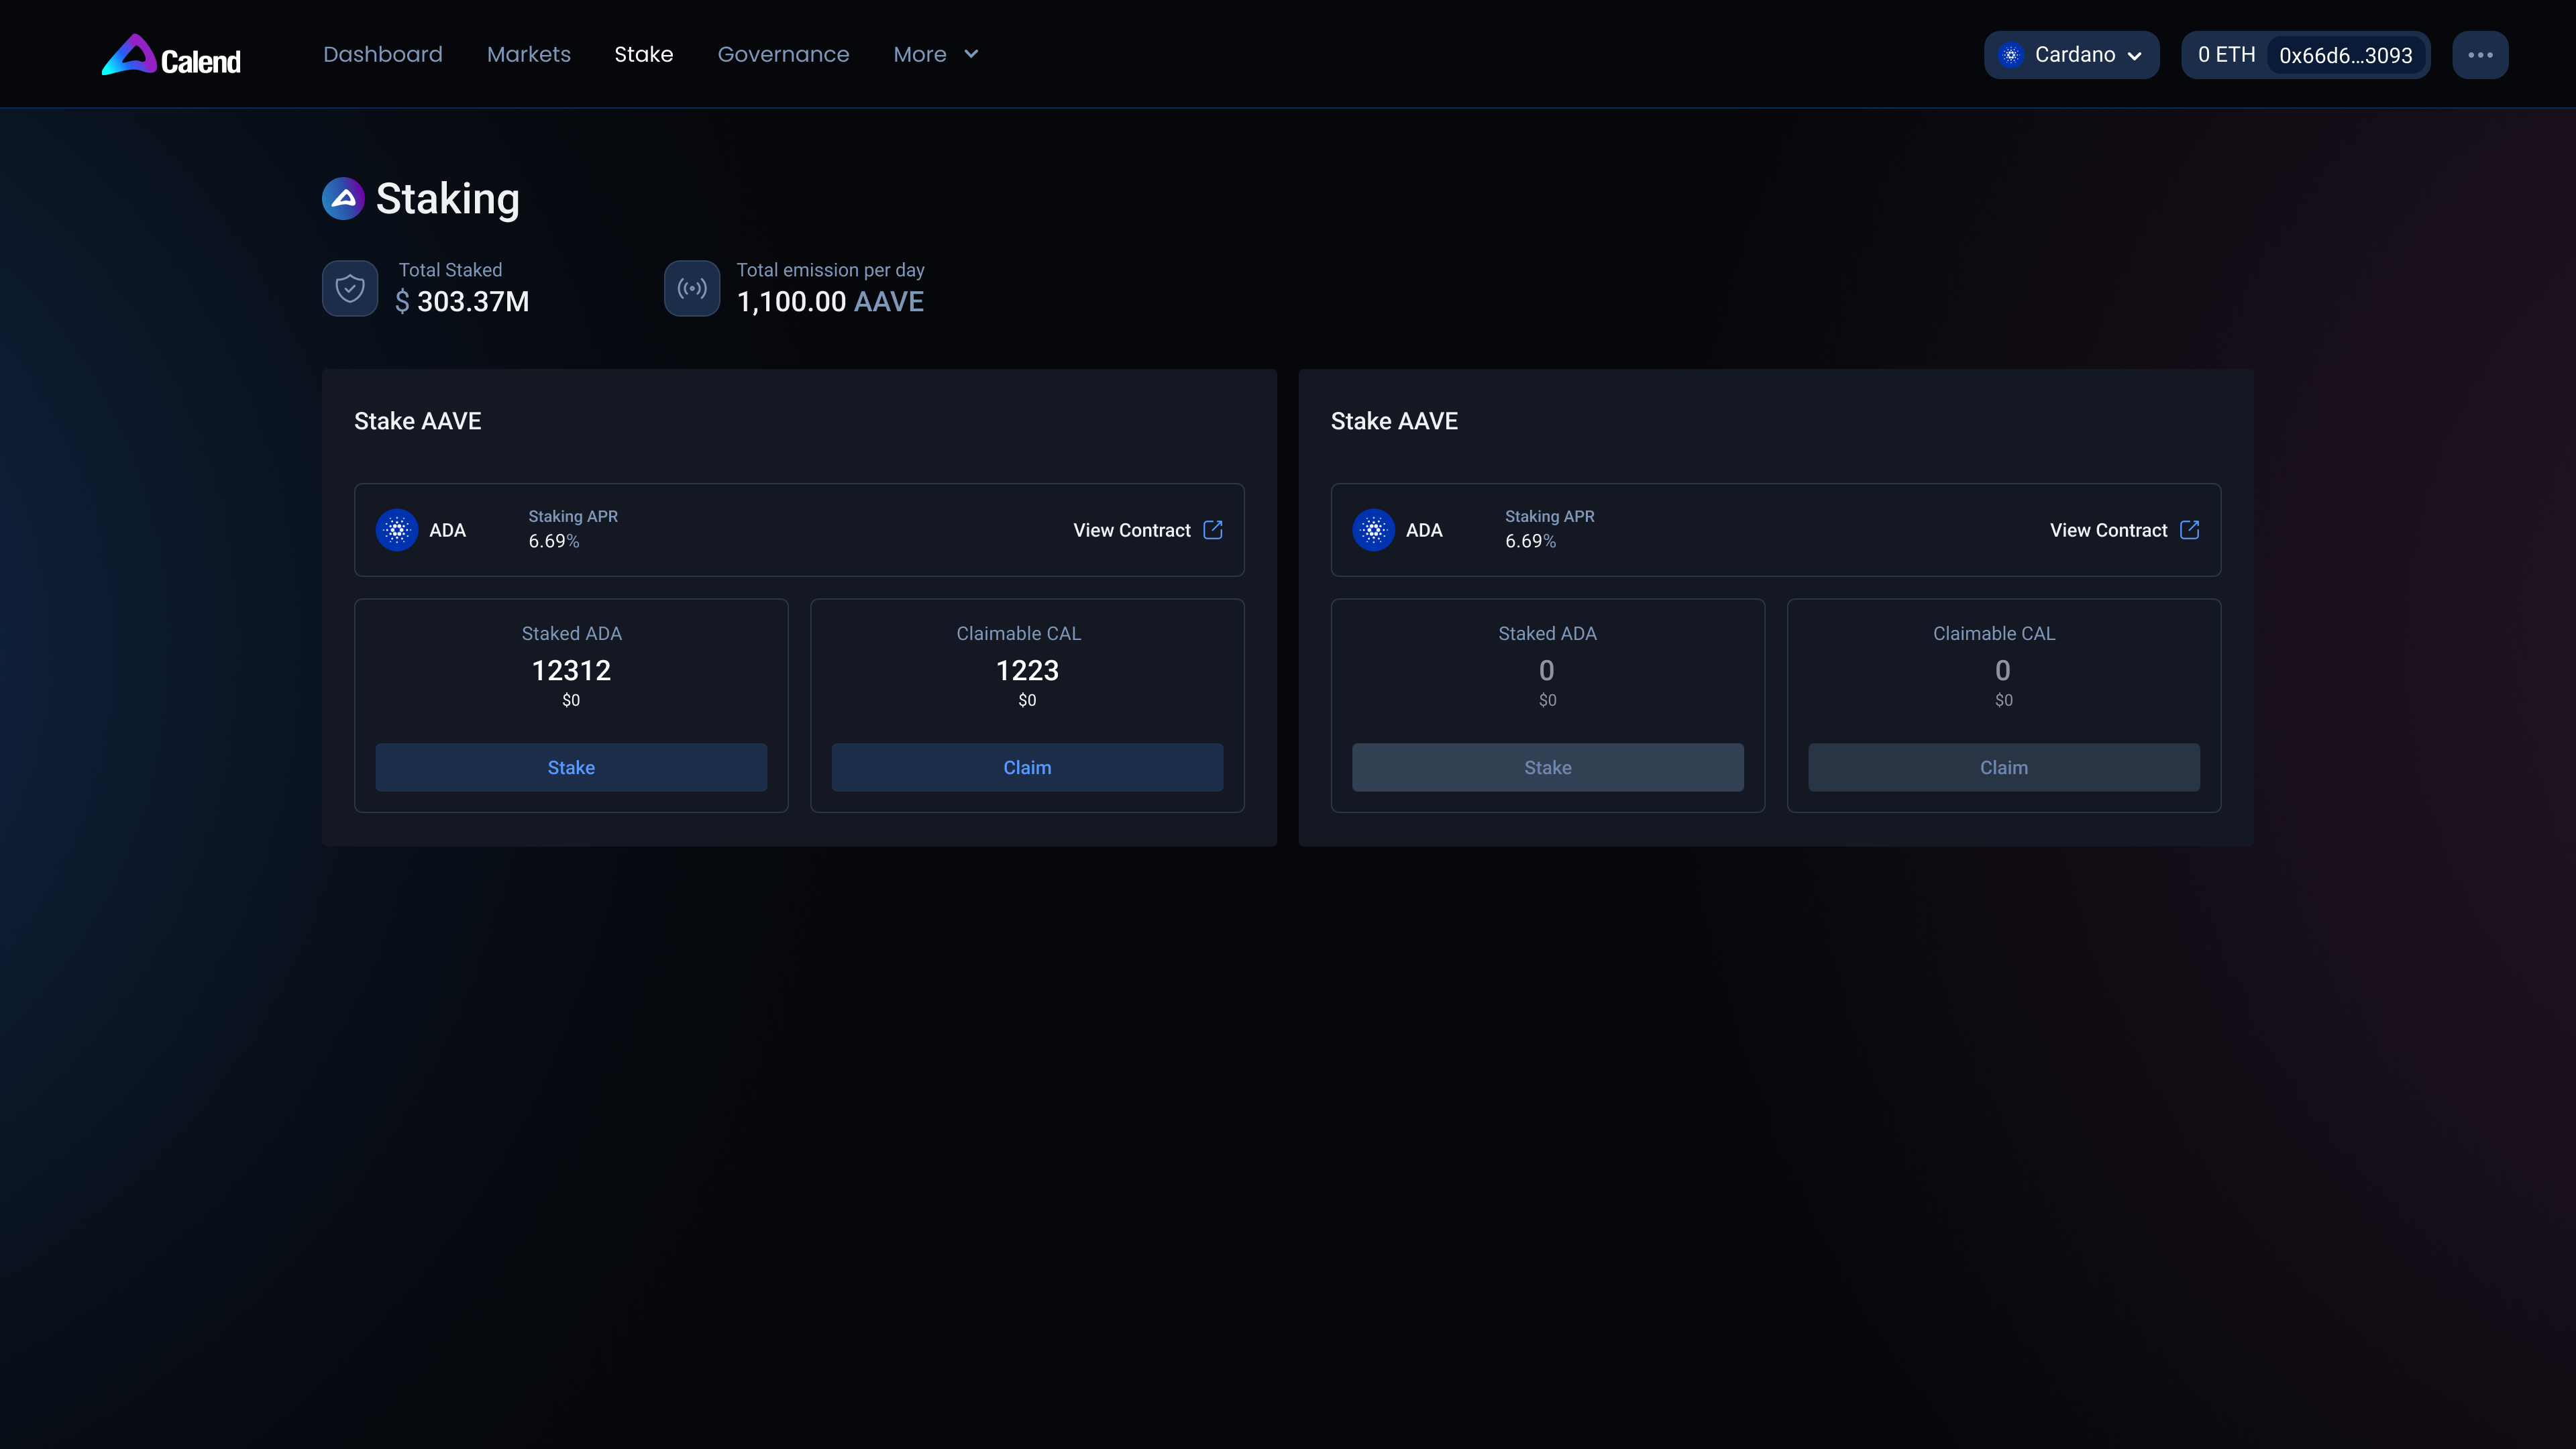 Calend
Dashboard Markets Stake Governance More
Cardano
0 ETH 0x66d6...3093
Staking
Total Staked
$ 303.37M
Total emission per day
1,100.00 AAVE
Stake AAVE
ADA
Staking APR
6.69%
View Contract
Staked ADA
12312
$0
Stake
Claimable CAL
1223
$0
Claim
Stake AAVE
ADA
Staking APR
6.69%
View Contract
Staked ADA
0
$0
Stake
Claimable CAL
0
$0
Claim